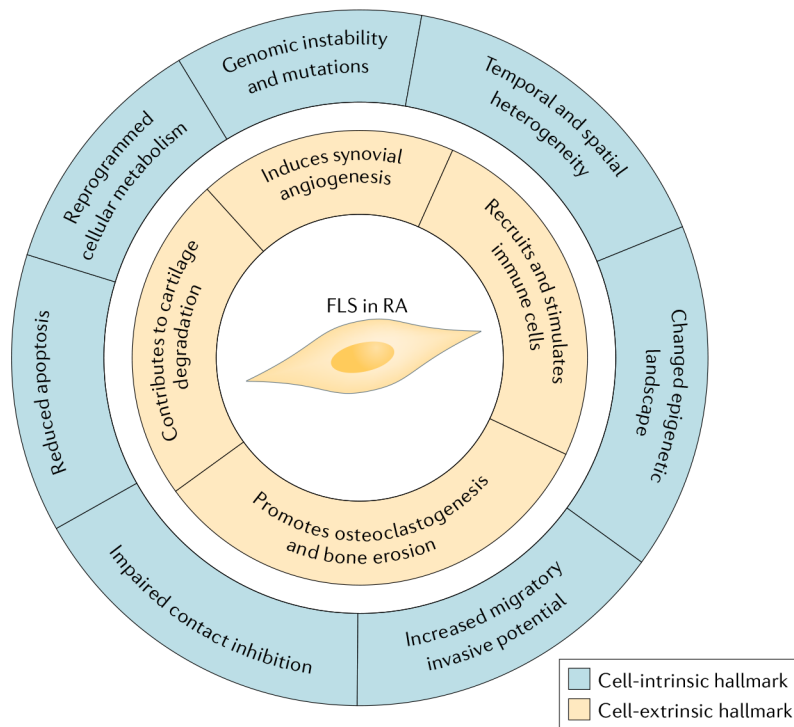 Genomic instability
and mutations
Temporal and spatial
heterogeneity
Changed epigenetic
landscape
Increased migratory
invasive potential
Impaired contact inhibition
Reduced apoptosis
Reprogrammed
cellular metabolism
Induces synovial
angiogenesis
Recruits and stimulates
immune cells
Promotes osteoclastogenesis
and bone erosion
Contributes to cartilage
degradation
FLS in RA
Cell-intrinsic hallmark
Cell-extrinsic hallmark